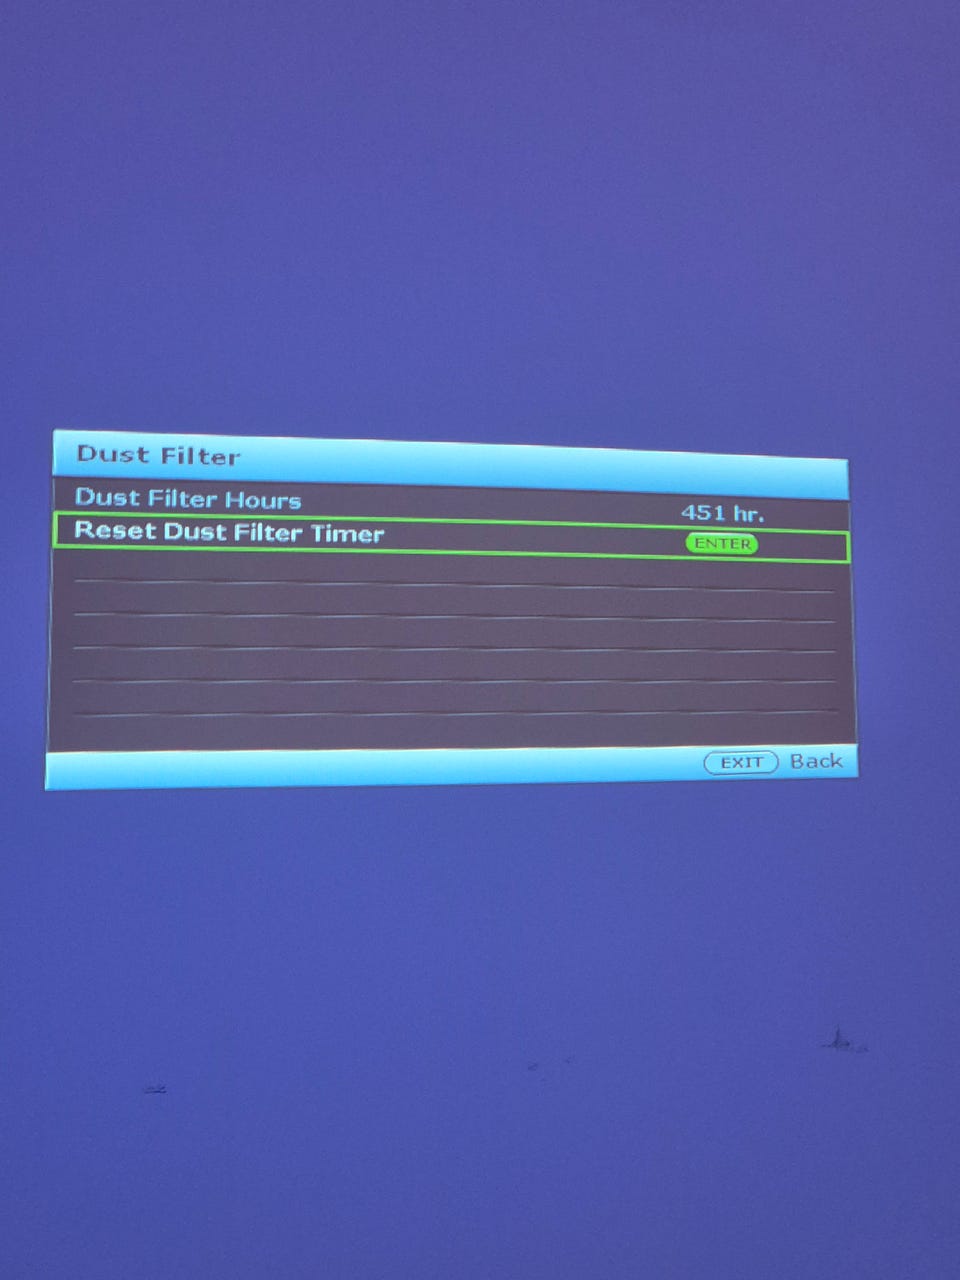 Dust Filter
Dust Filter Hours 451 hr.
Reset Dust Filter Timer ENTER
EXIT Back